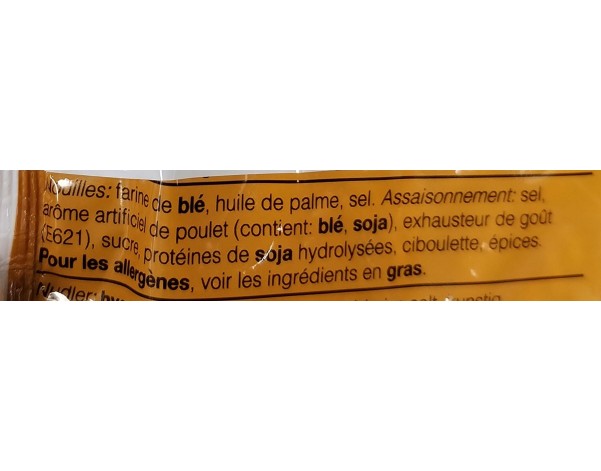 Nouilles: farine de blé, huile de palme, sel. Assaisonnement: sel,
arôme artificiel de poulet (contient: blé, soja), exhausteur de goût
(E621), sucre, protéines de soja hydrolysées, ciboulette, épices.
Pour les allergènes, voir les ingrédients en gras.
Nudler: